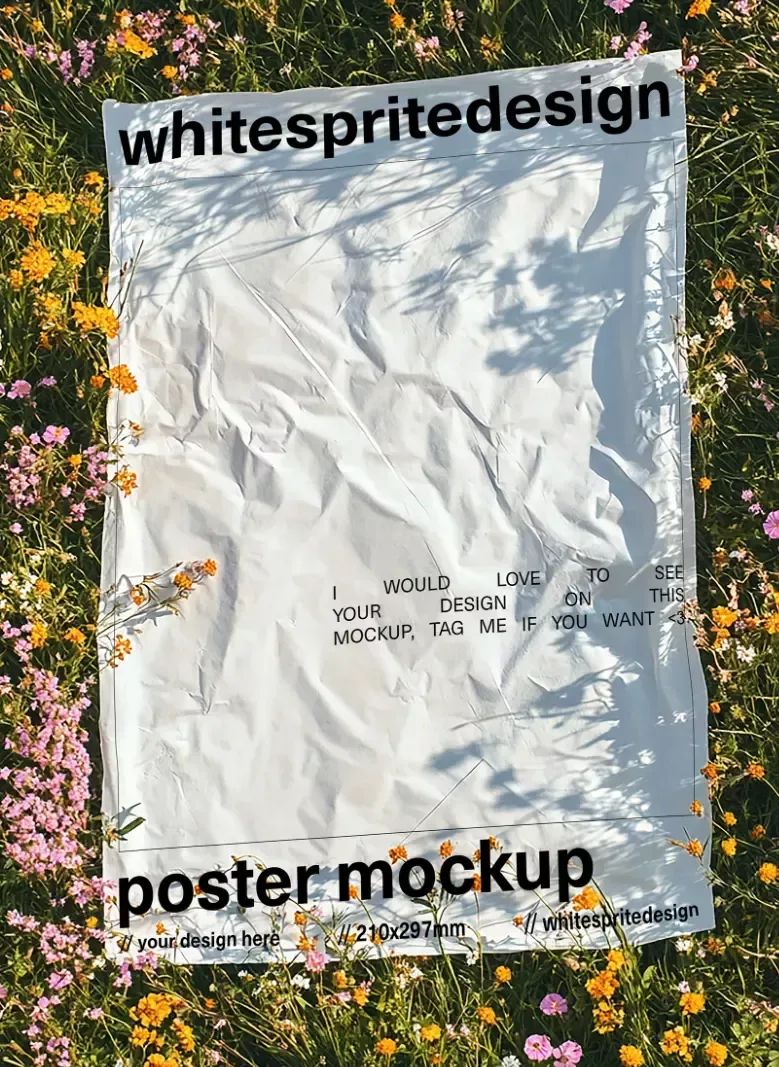 whitespritedesign
I WOULD LOVE TO SEE
YOUR DESIGN ON THIS
MOCKUP, TAG ME IF YOU WANT <3
poster mockup
// your design here // 210x297mm // whitespritedesign